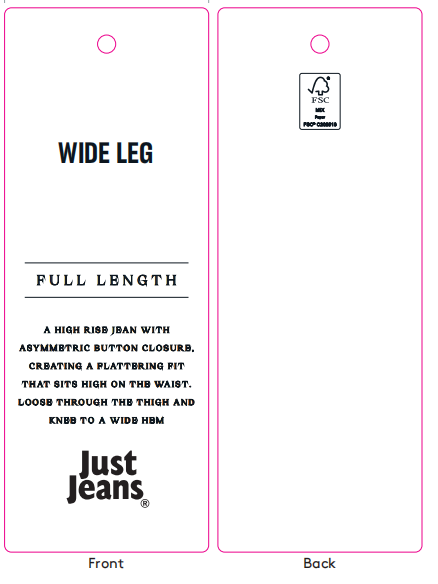 WIDE LEG
FULL LENGTH
A HIGH RISE JEAN WITH
ASYMMETRIC BUTTON CLOSURE,
CREATING A FLATTERING FIT
THAT SITS HIGH ON THE WAIST.
LOOSE THROUGH THE THIGH AND
KNEE TO A WIDE HEM
Just
Jeans®
Front
FSC
MIX
Paper
Back